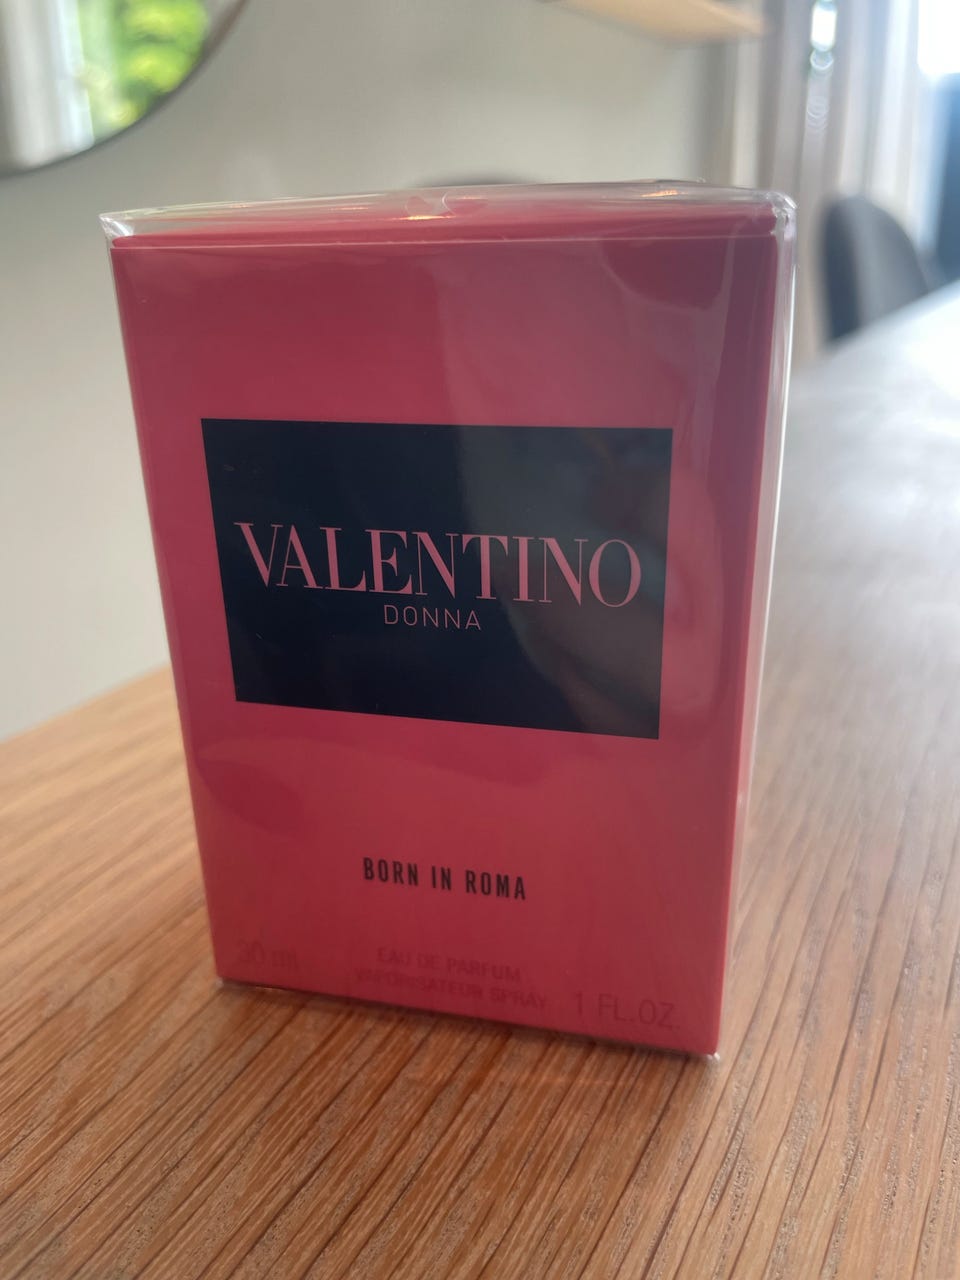 VALENTINO
DONNA
BORN IN ROMA
30 ml
EAU DE PARFUM
VAPORISATEUR SPRAY
1 FL.OZ.